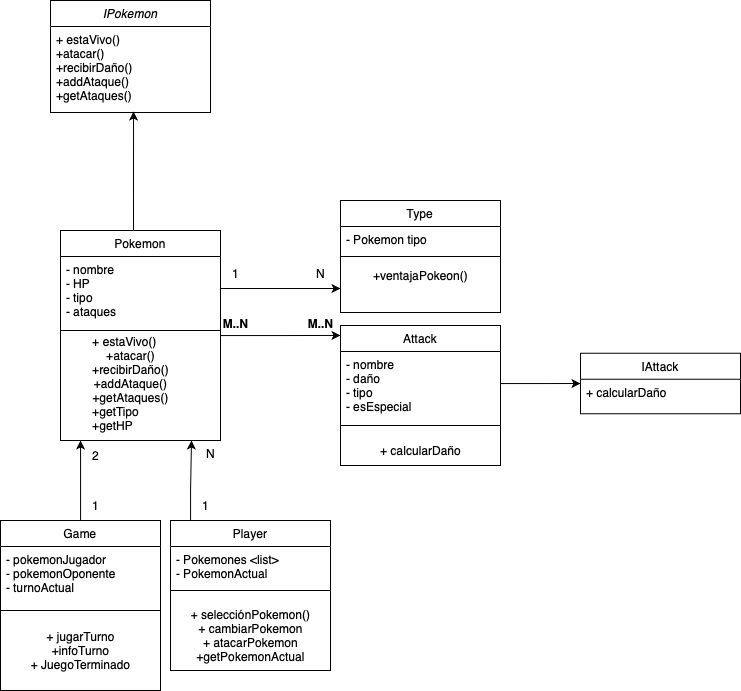 IPokemon
+ estaVivo()
+atacar()
+recibirDaño()
+addAtaque()
+getAtaques()
Pokemon
- nombre
- HP
- tipo
- ataques
+ estaVivo()
+atacar()
+recibirDaño()
+addAtaque()
+getAtaques()
+getTipo
+getHP
1
N
Type
- Pokemon tipo
+ventajaPokeon()
M..N
M..N
Attack
- nombre
- daño
- tipo
- esEspecial
+ calcularDaño
IAttack
+ calcularDaño
2
N
1
1
Game
- pokemonJugador
- pokemonOponente
- turnoActual
+ jugarTurno
+infoTurno
+ JuegoTerminado
Player
- Pokemones <list>
- PokemonActual
+ selecciónPokemon()
+ cambiarPokemon
+ atacarPokemon
+getPokemonActual